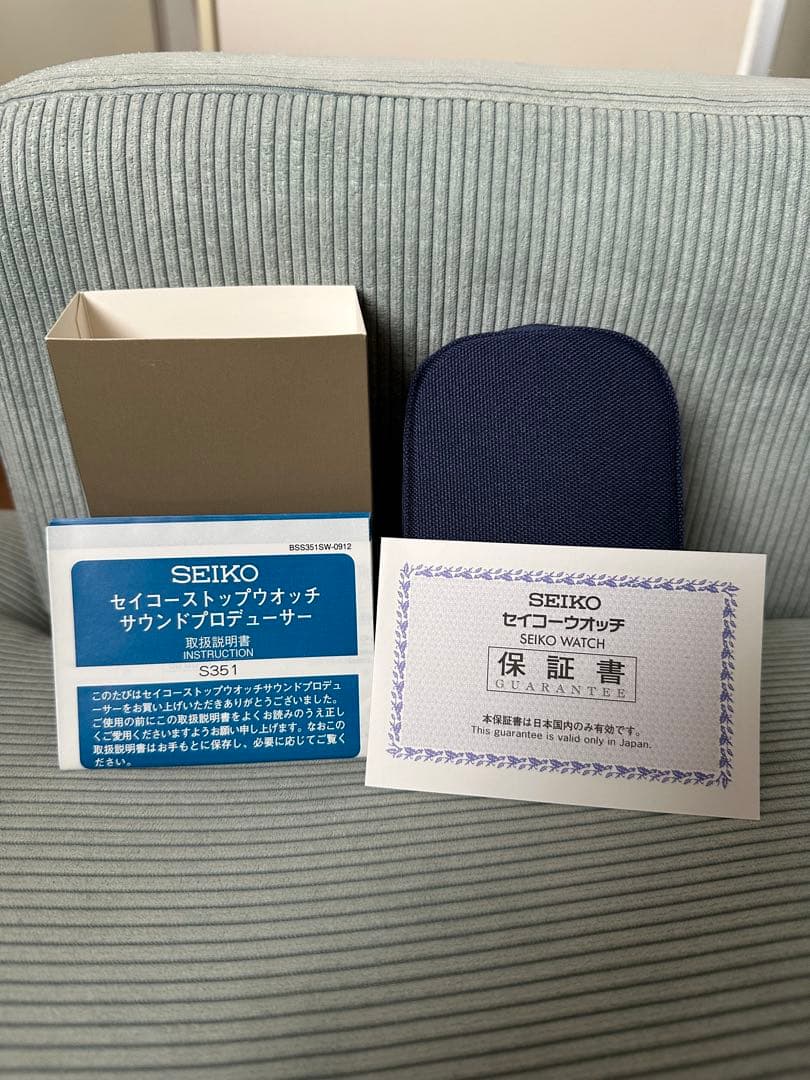 BSS351SW-0912
SEIKO
セイコーストップウオッチ
サウンドプロデューサー
取扱説明書
INSTRUCTION
S351
このたびはセイコーストップウオッチサウンドプロデュ
ーサーをお買い上げいただきありがとうございました。
ご使用の前にこの取扱説明書をよくお読みのうえ正し
くご愛用くださいますようお願い申し上げます。なおこの
取扱説明書はお手もとに保存し、必要に応じてご覧く
ださい。
SEIKO
セイコーウオッチ
SEIKO WATCH
保証書
GUARANTEE
本保証書は日本国内のみ有効です。
This guarantee is valid only in Japan.